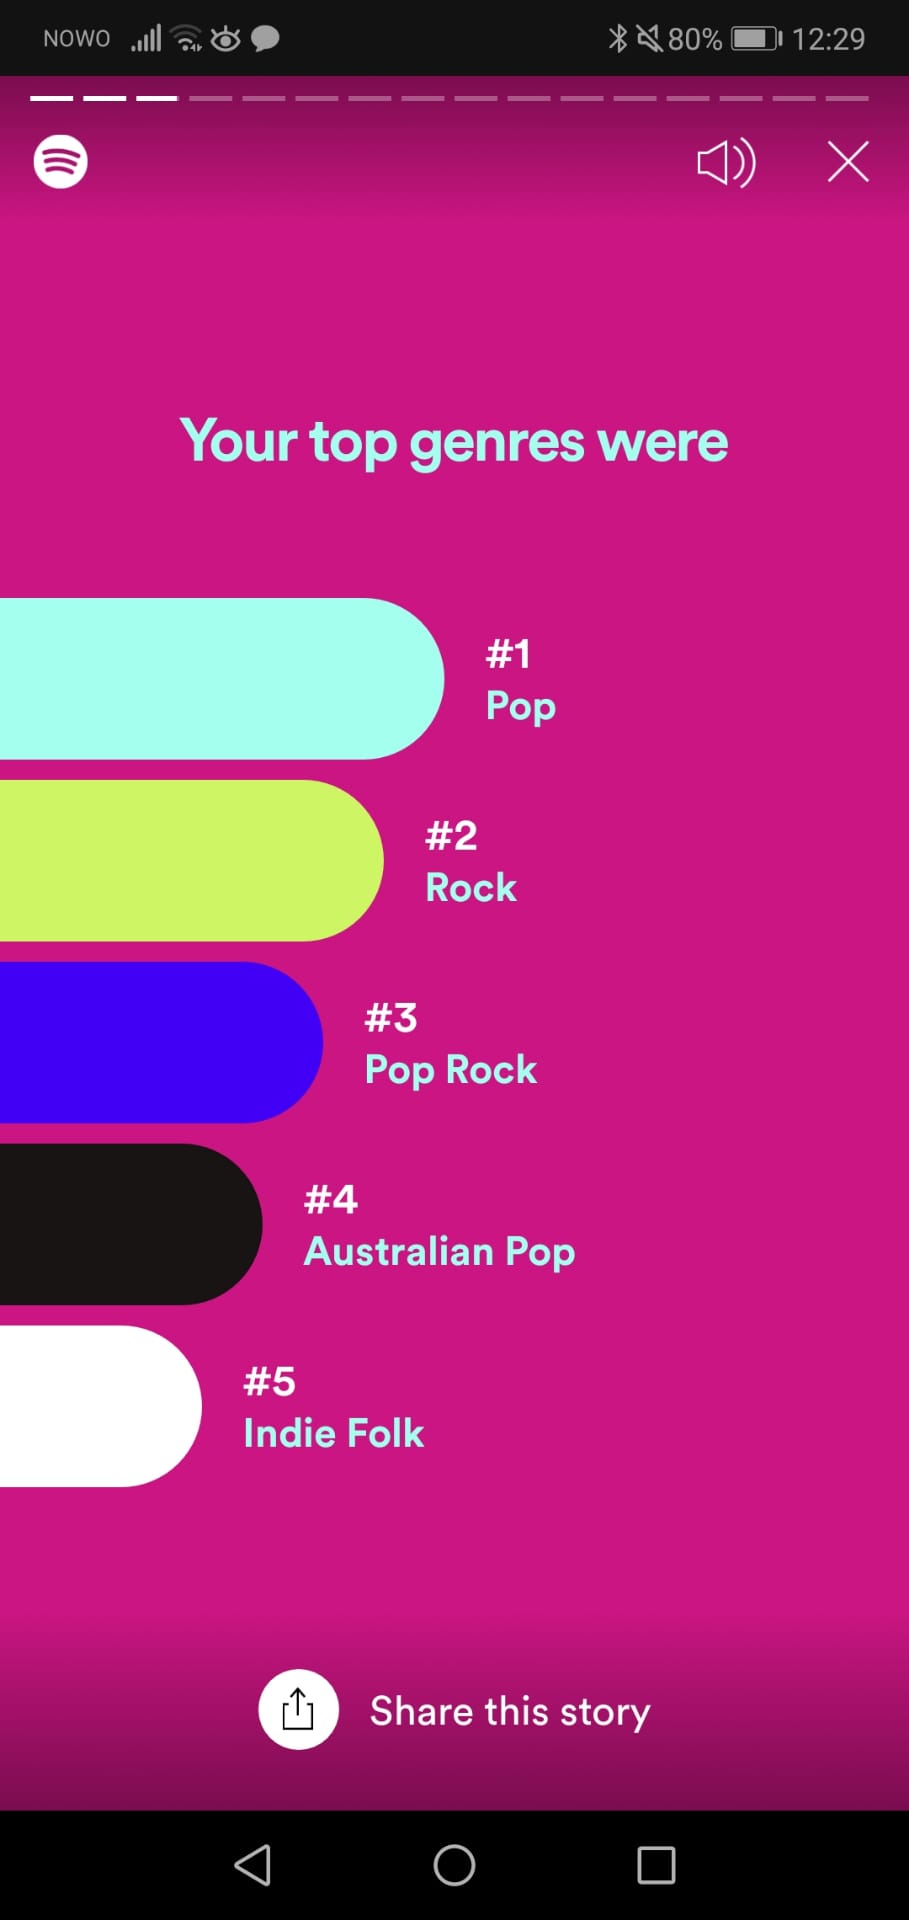 NOWO 80% 12:29
Your top genres were
#1
Pop
#2
Rock
#3
Pop Rock
#4
Australian Pop
#5
Indie Folk
Share this story